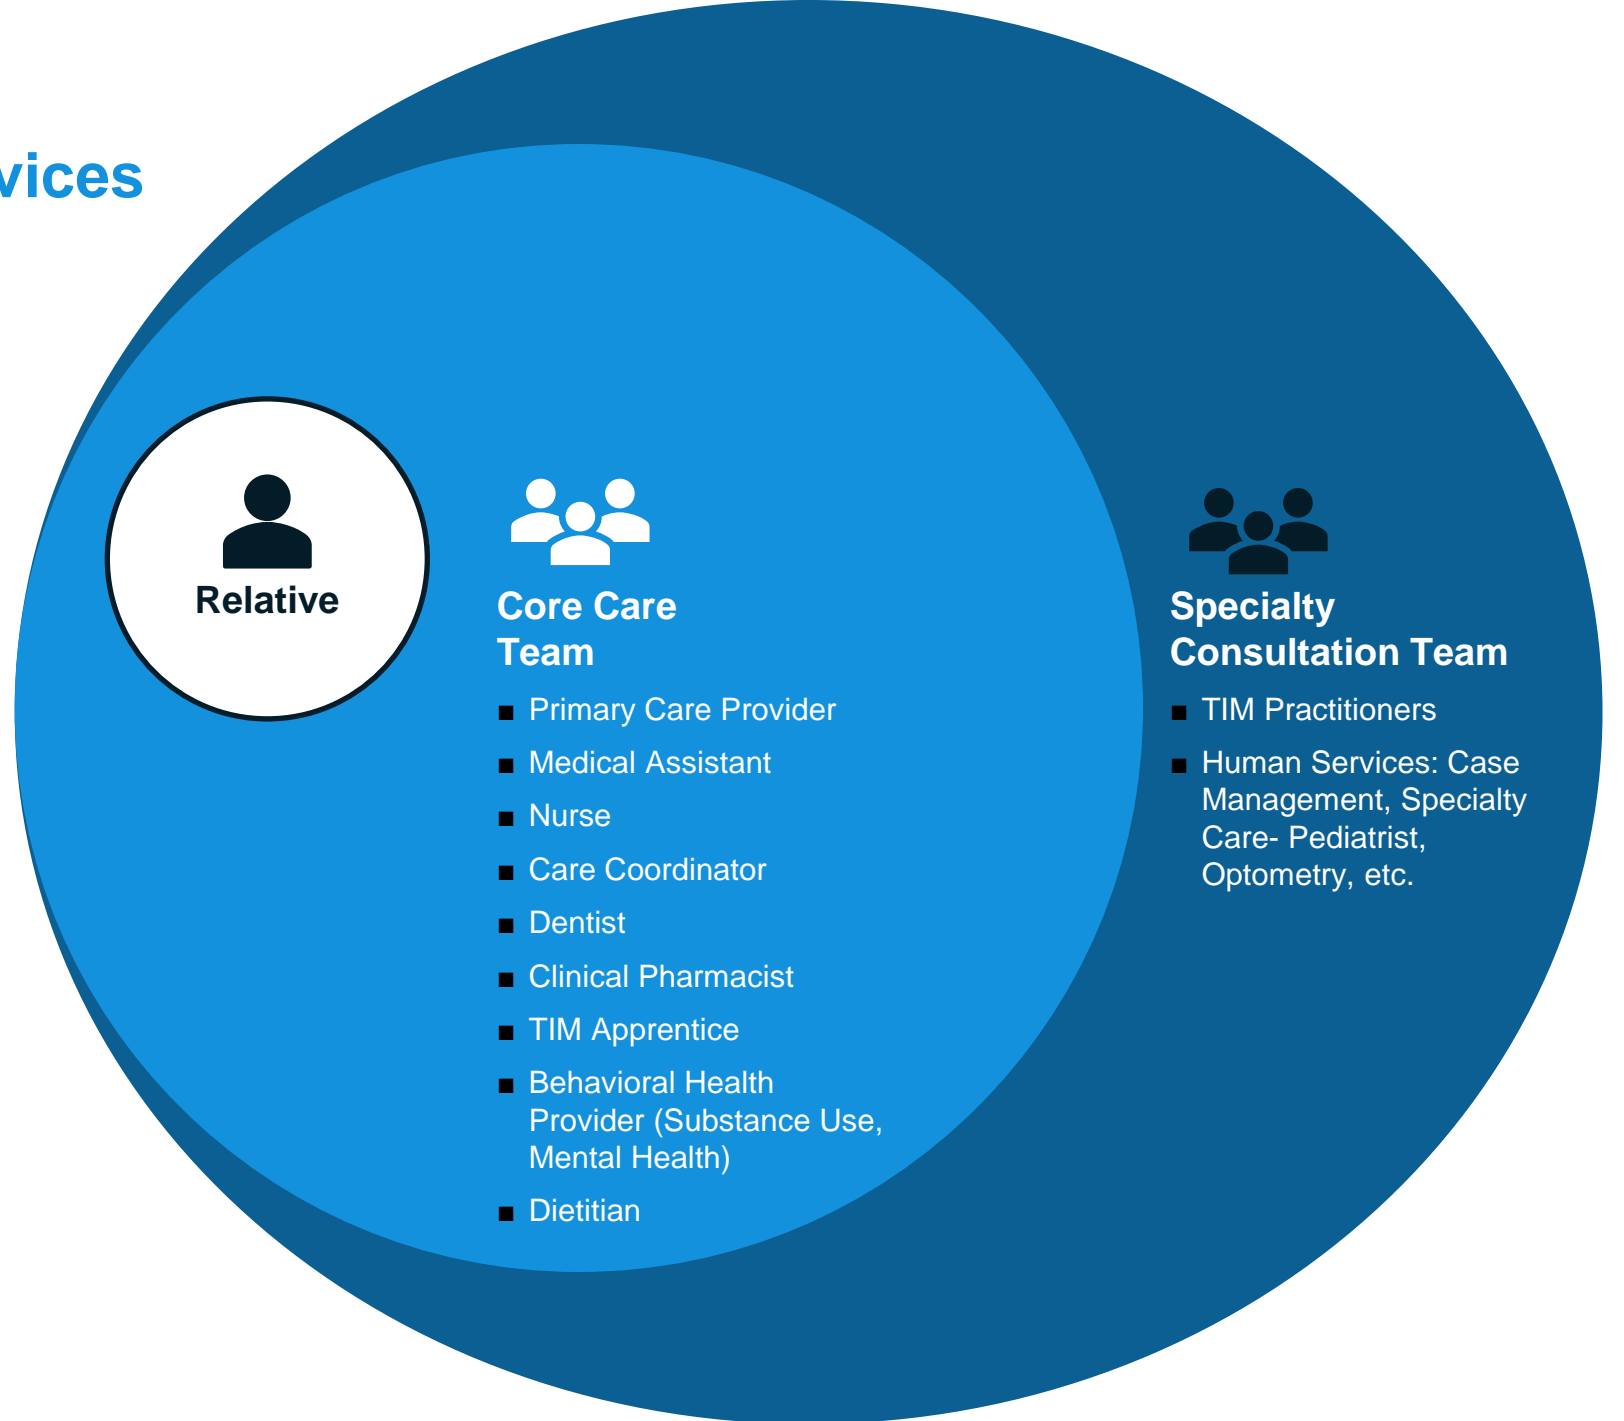 vices
Relative
Core Care
Team
■ Primary Care Provider
■ Medical Assistant
■ Nurse
■ Care Coordinator
■ Dentist
■ Clinical Pharmacist
■ TIM Apprentice
■ Behavioral Health
Provider (Substance Use,
Mental Health)
■ Dietitian
Specialty
Consultation Team
■ TIM Practitioners
■ Human Services: Case
Management, Specialty
Care- Pediatrist,
Optometry, etc.